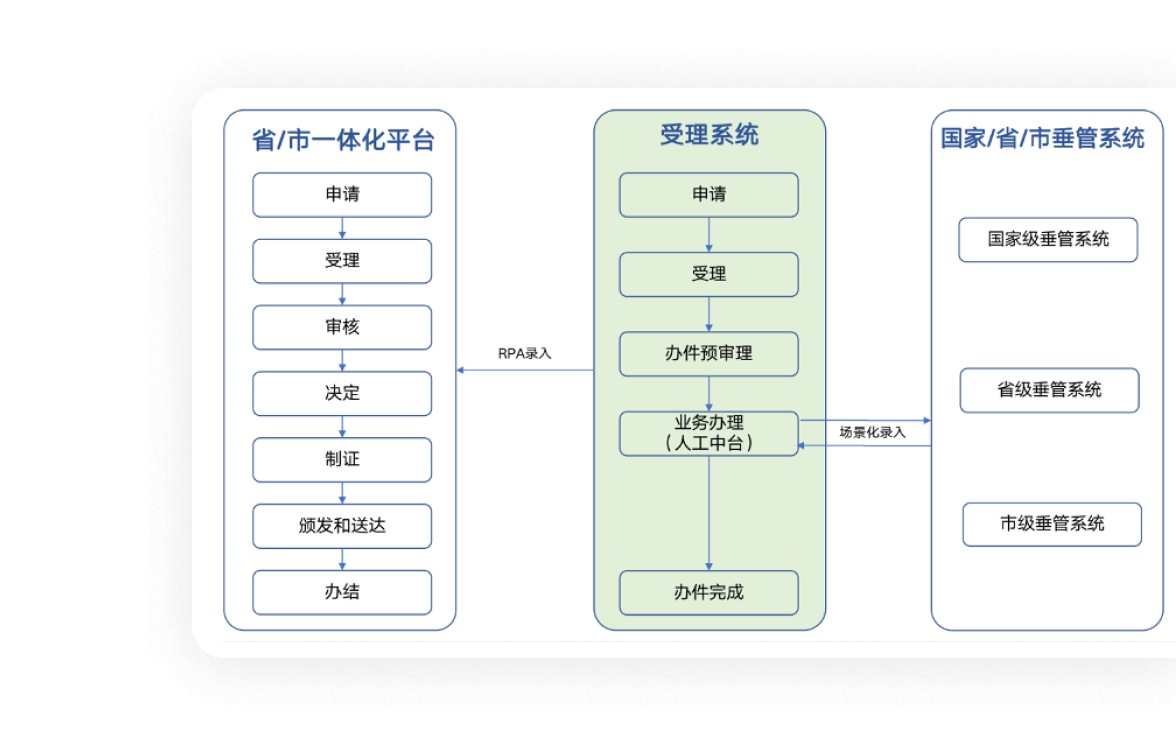 省/市一体化平台
申请
受理
审核
决定
制证
颁发和送达
办结
RPA录入
受理系统
申请
受理
办件预审理
业务办理
（人工中台）
办件完成
场景化录入
国家/省/市垂管系统
国家级垂管系统
省级垂管系统
市级垂管系统